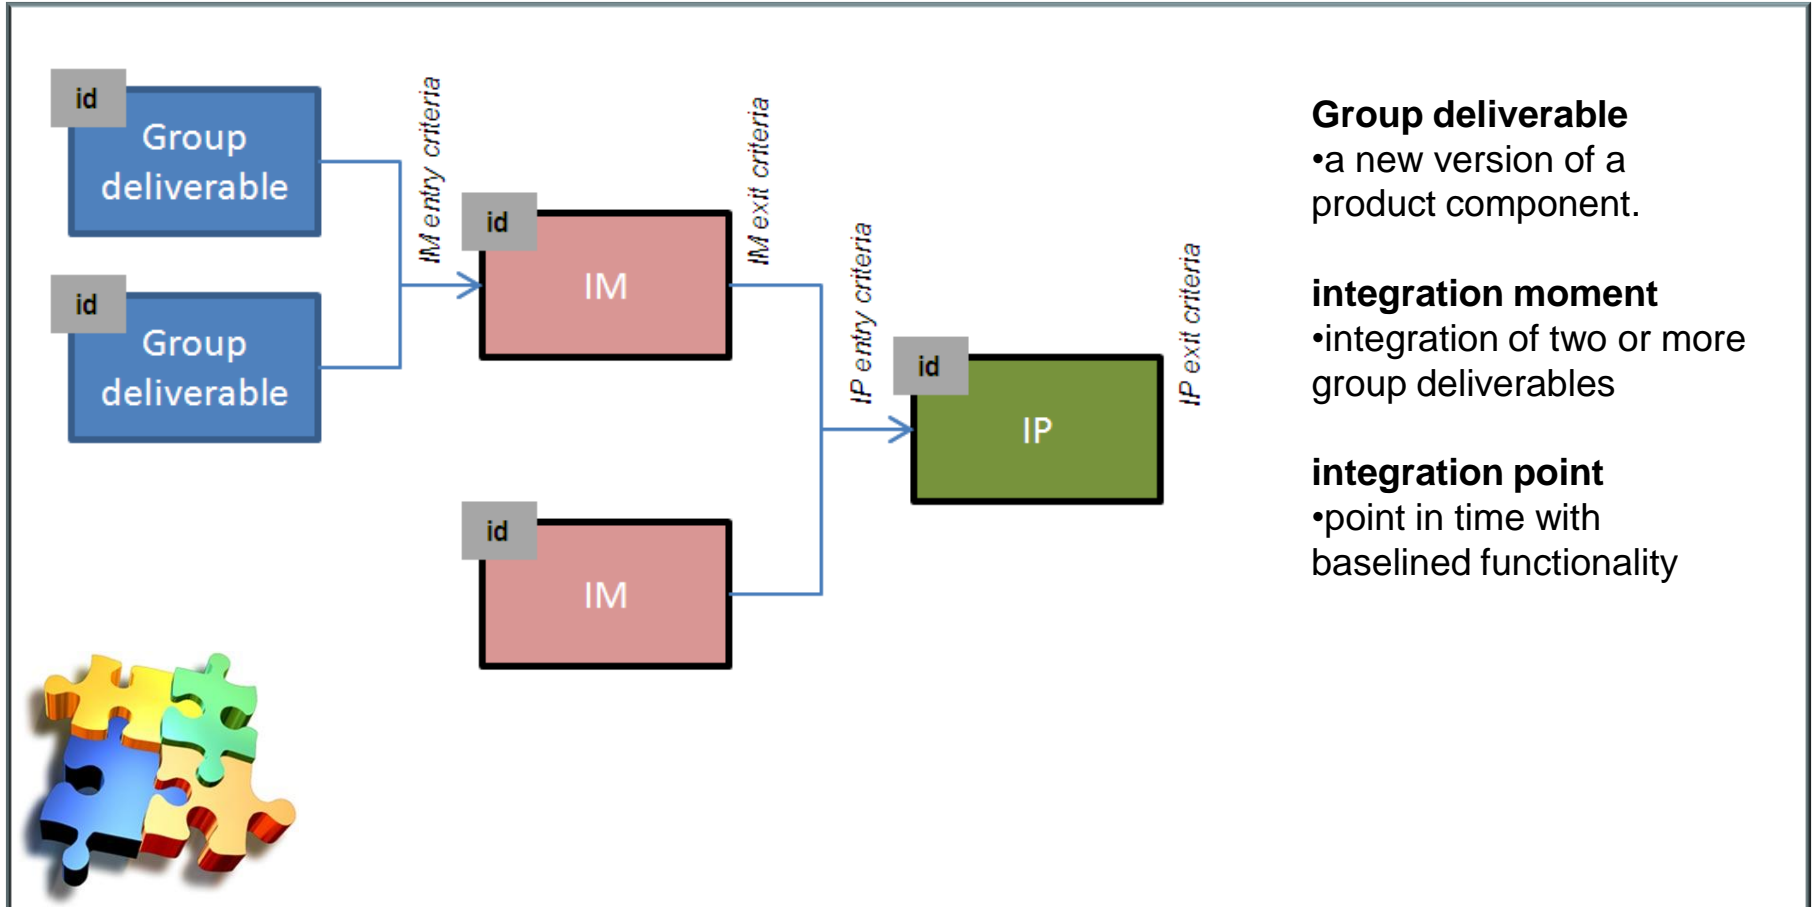 id
Group
deliverable
id
Group
deliverable
IM entry criteria
id
IM
IM exit criteria
id
IM
IP entry criteria
id
IP
IP exit criteria
Group deliverable
•a new version of a
product component.
integration moment
•integration of two or more
group deliverables
integration point
•point in time with
baselined functionality